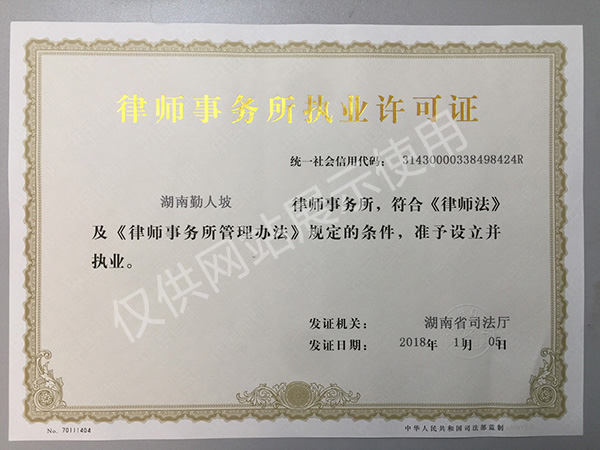 律师事务所执业许可证
统一社会信用代码： 31430000338498424R
湖南勤人坡 律师事务所，符合《律师法》
及《律师事务所管理办法》规定的条件，准予设立并
执业。
发证机关： 湖南省司法厅
发证日期： 2018年 11月 05日
No. 70111404
中华人民共和国司法部监制
仅供网站展示使用